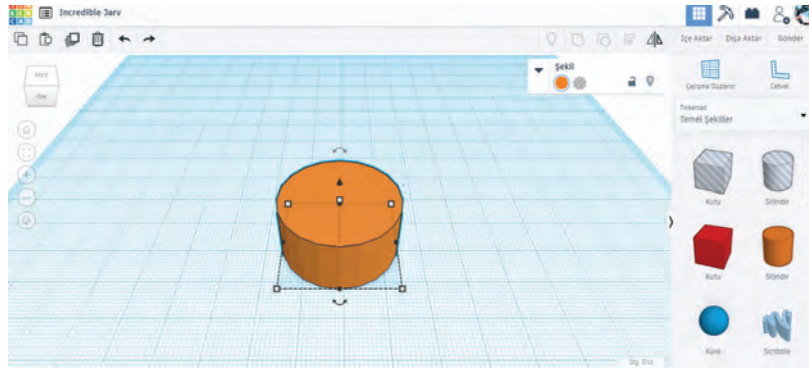 Incredible Jarv
İçe Aktar Dışa Aktar Gönder
Şekil
ÜST
Çalışma Düzlemi Cetvel
Tinkercad
Temel Şekiller
Kutu Silindir
Kutu Silindir
Küre Scribble